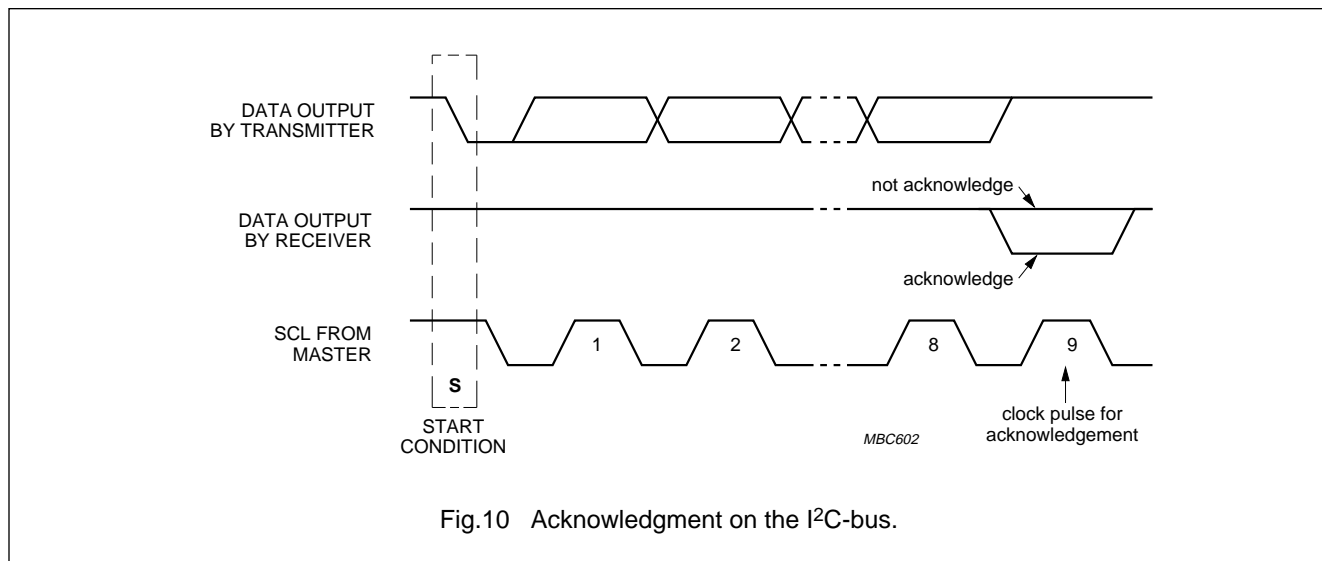 DATA OUTPUT
BY TRANSMITTER
not acknowledge
DATA OUTPUT
BY RECEIVER
acknowledge
SCL FROM
MASTER
1
2
8
9
S
START
CONDITION
clock pulse for
acknowledgement
MBC602
Fig.10 Acknowledgment on the I²C-bus.